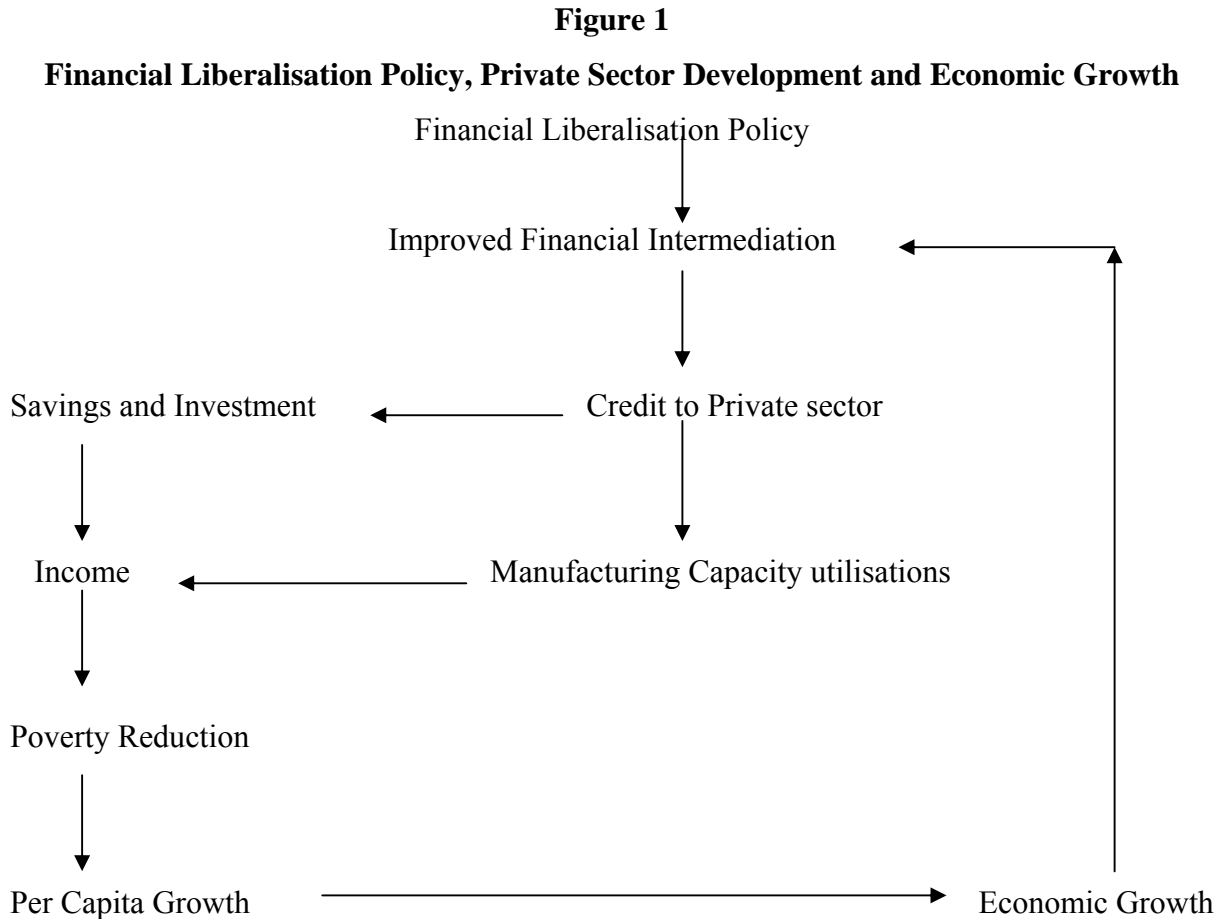 Figure 1
Financial Liberalisation Policy, Private Sector Development and Economic Growth
Financial Liberalisation Policy
Improved Financial Intermediation
Savings and Investment
Credit to Private sector
Income
Manufacturing Capacity utilisations
Poverty Reduction
Per Capita Growth
Economic Growth